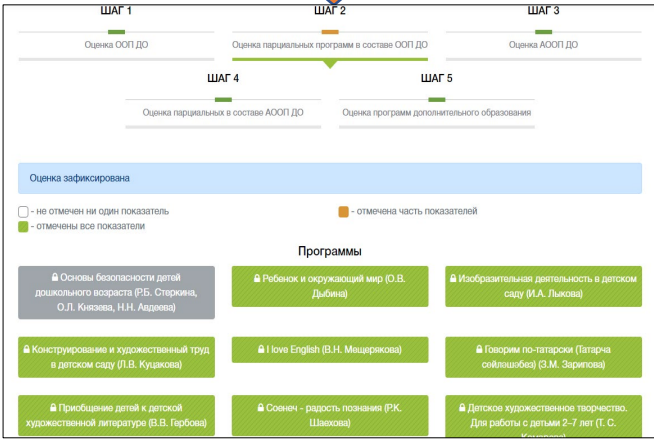 ШАГ 1
ШАГ 2
ШАГ 3
Оценка ООП ДО
Оценка парциальных программ в составе ООП ДО
Оценка АООП ДО
ШАГ 4
ШАГ 5
Оценка парциальных в составе АООП ДО
Оценка программ дополнительного образования
Оценка зафиксирована
- не отмечен ни один показатель
- отмечена часть показателей
- отмечены все показатели
Программы
Основы безопасности детей
дошкольного возраста (Р.Б. Стеркина,
О.Л. Князева, Н.Н. Авдеева)
Ребенок и окружающий мир (О.В.
Дыбина)
Изобразительная деятельность в детском
саду (И.А. Лыкова)
Конструирование и художественный труд
в детском саду (Л.В. Куцакова)
I love English (В.Н. Мещерякова)
Говорим по-татарски (Татарча
сөйләшәбез) (З.М. Зарипова)
Приобщение детей к детской
художественной литературе (В.В. Гербова)
Сөенеч - радость познания (Р.К.
Шаехова)
Детское художественное творчество.
Для работы с детьми 2–7 лет (Т. С.